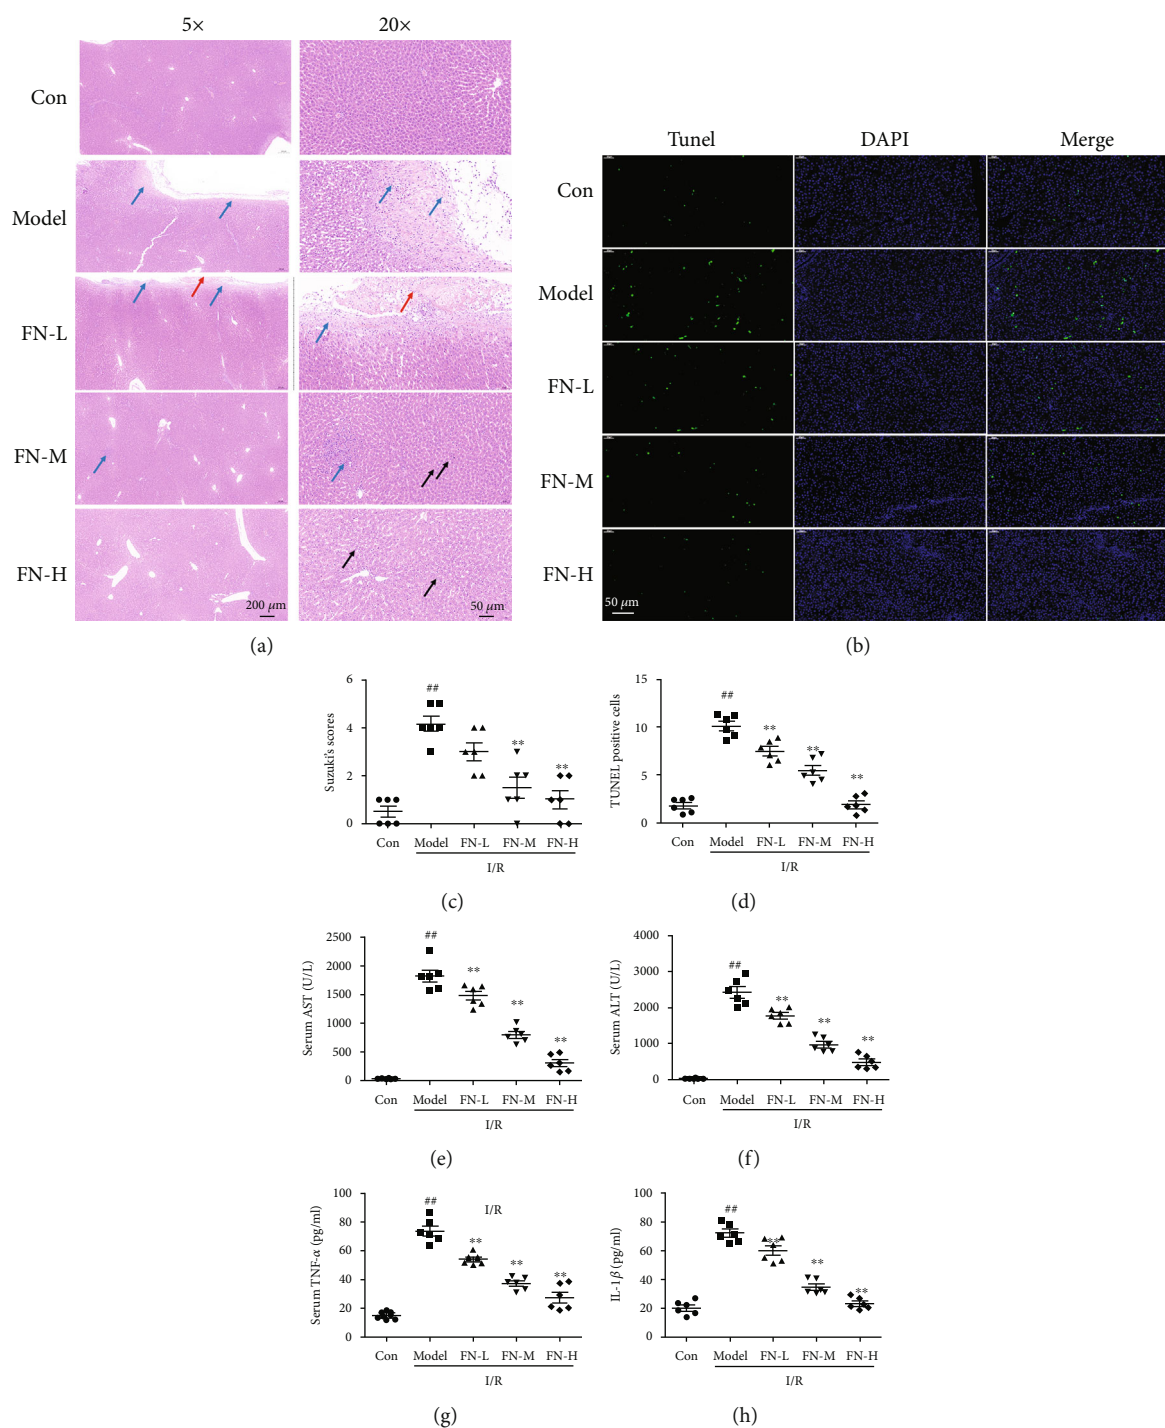 5×
20×
Con
Model
FN-L
FN-M
FN-H
200 μm
50 μm
(a)
Tunel
DAPI
Merge
Con
Model
FN-L
FN-M
FN-H
50 μm
(b)
Suzuki's scores
6
4
2
0
##
**
**
Con
Model
FN-L
FN-M
FN-H
I/R
(c)
TUNEL positive cells
15
10
5
0
##
**
**
**
Con
Model
FN-L
FN-M
FN-H
I/R
(d)
Serum AST (U/L)
2500
2000
1500
1000
500
0
##
**
**
**
Con
Model
FN-L
FN-M
FN-H
I/R
(e)
Serum ALT (U/L)
4000
3000
2000
1000
0
##
**
**
**
Con
Model
FN-L
FN-M
FN-H
I/R
(f)
Serum TNF-α (pg/ml)
100
80
60
40
20
0
##
I/R
**
**
**
Con
Model
FN-L
FN-M
FN-H
I/R
(g)
IL-1β (pg/ml)
100
80
60
40
20
0
##
**
**
**
Con
Model
FN-L
FN-M
FN-H
I/R
(h)